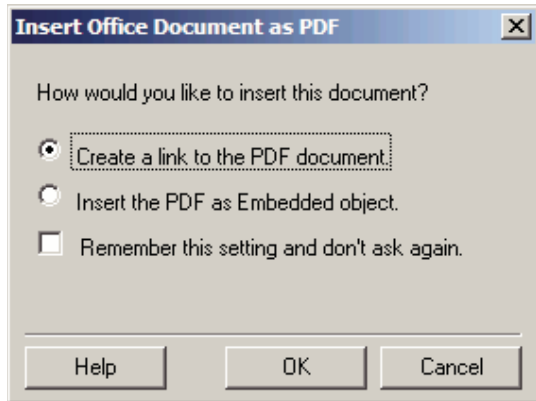 Insert Office Document as PDF
How would you like to insert this document?
Create a link to the PDF document.
Insert the PDF as Embedded object.
Remember this setting and don't ask again.
Help OK Cancel